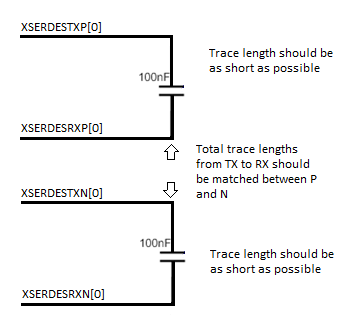 XSERDESTXP[0]
Trace length should be
as short as possible
100nF
XSERDESRXP[0]
Total trace lengths
from TX to RX should
be matched between P
and N
XSERDESTXN[0]
100nF
Trace length should be
as short as possible
XSERDESRXN[0]